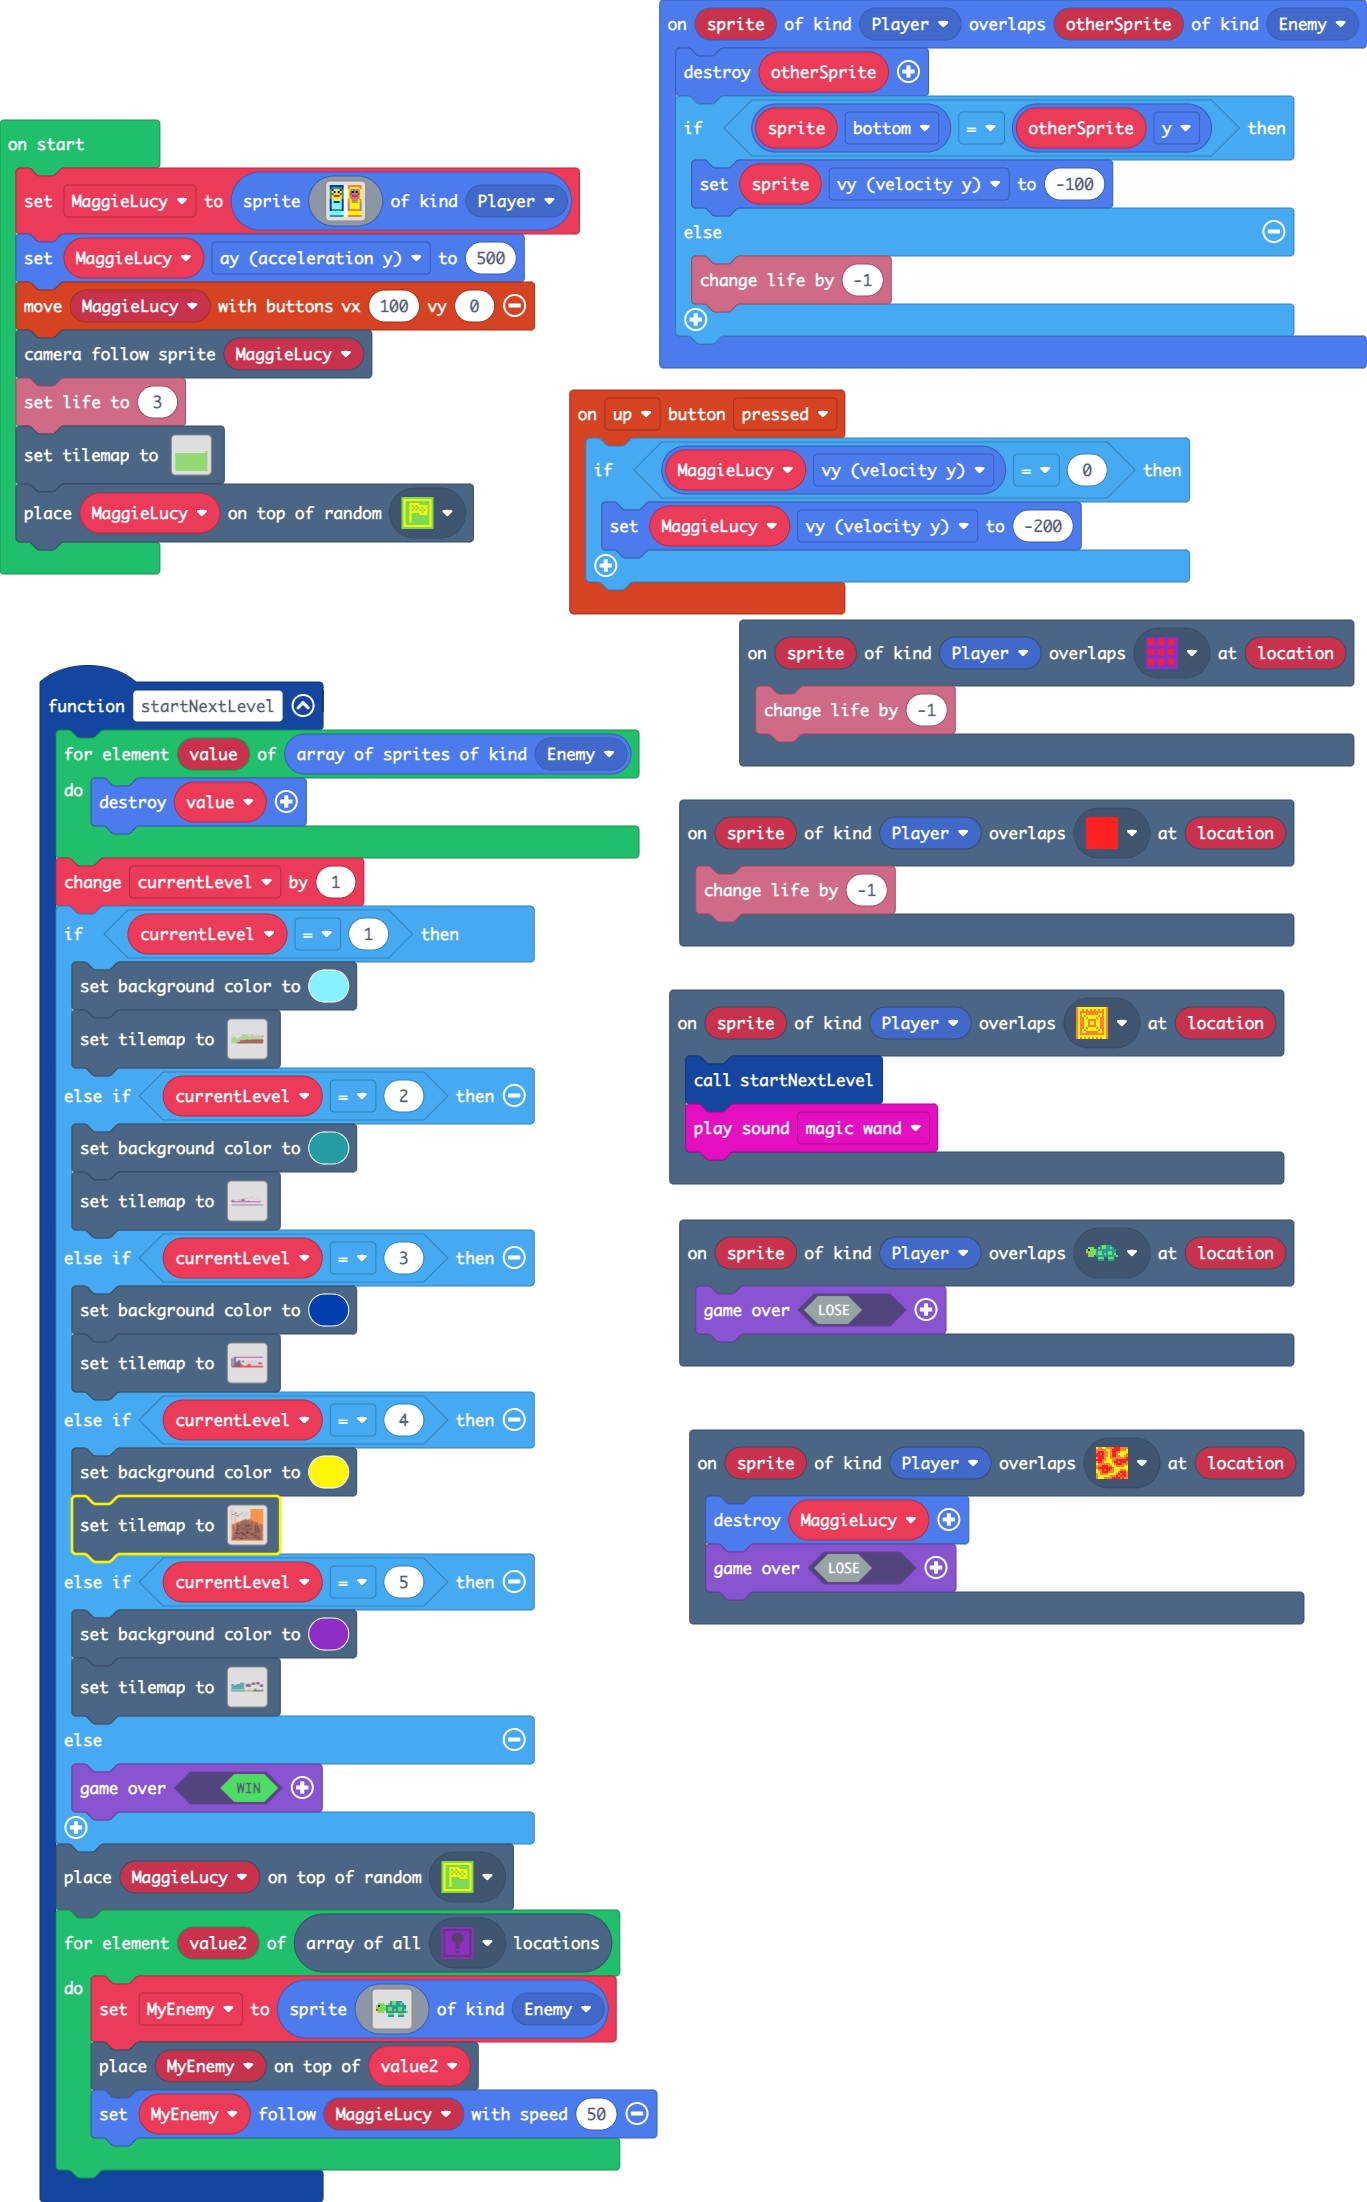 on start
set MaggieLucy to sprite of kind Player
set MaggieLucy ay (acceleration y) to 500
move MaggieLucy with buttons vx 100 vy 0
camera follow sprite MaggieLucy
set life to 3
set tilemap to
place MaggieLucy on top of random
on sprite of kind Player overlaps otherSprite of kind Enemy
destroy otherSprite
if sprite bottom = otherSprite y then
set sprite vy (velocity y) to -100
else
change life by -1
on up button pressed
if MaggieLucy vy (velocity y) = 0 then
set MaggieLucy vy (velocity y) to -200
on sprite of kind Player overlaps at location
change life by -1
on sprite of kind Player overlaps at location
change life by -1
on sprite of kind Player overlaps at location
call startNextLevel
play sound magic wand
on sprite of kind Player overlaps at location
game over LOSE
on sprite of kind Player overlaps at location
destroy MaggieLucy
game over LOSE
function startNextLevel
for element value of array of sprites of kind Enemy
do destroy value
change currentLevel by 1
if currentLevel = 1 then
set background color to
set tilemap to
else if currentLevel = 2 then
set background color to
set tilemap to
else if currentLevel = 3 then
set background color to
set tilemap to
else if currentLevel = 4 then
set background color to
set tilemap to
else if currentLevel = 5 then
set background color to
set tilemap to
else
game over WIN
place MaggieLucy on top of random
for element value2 of array of all locations
do set MyEnemy to sprite of kind Enemy
place MyEnemy on top of value2
set MyEnemy follow MaggieLucy with speed 50